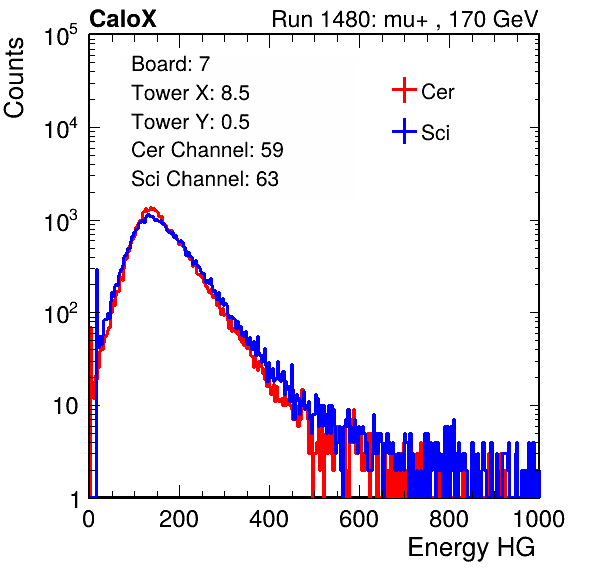 CaloX Run 1480: mu+ , 170 GeV
Counts
Board: 7
Tower X: 8.5
Tower Y: 0.5
Cer Channel: 59
Sci Channel: 63
Cer
Sci
10^5
10^4
10^3
10^2
10
1
0 200 400 600 800 1000
Energy HG